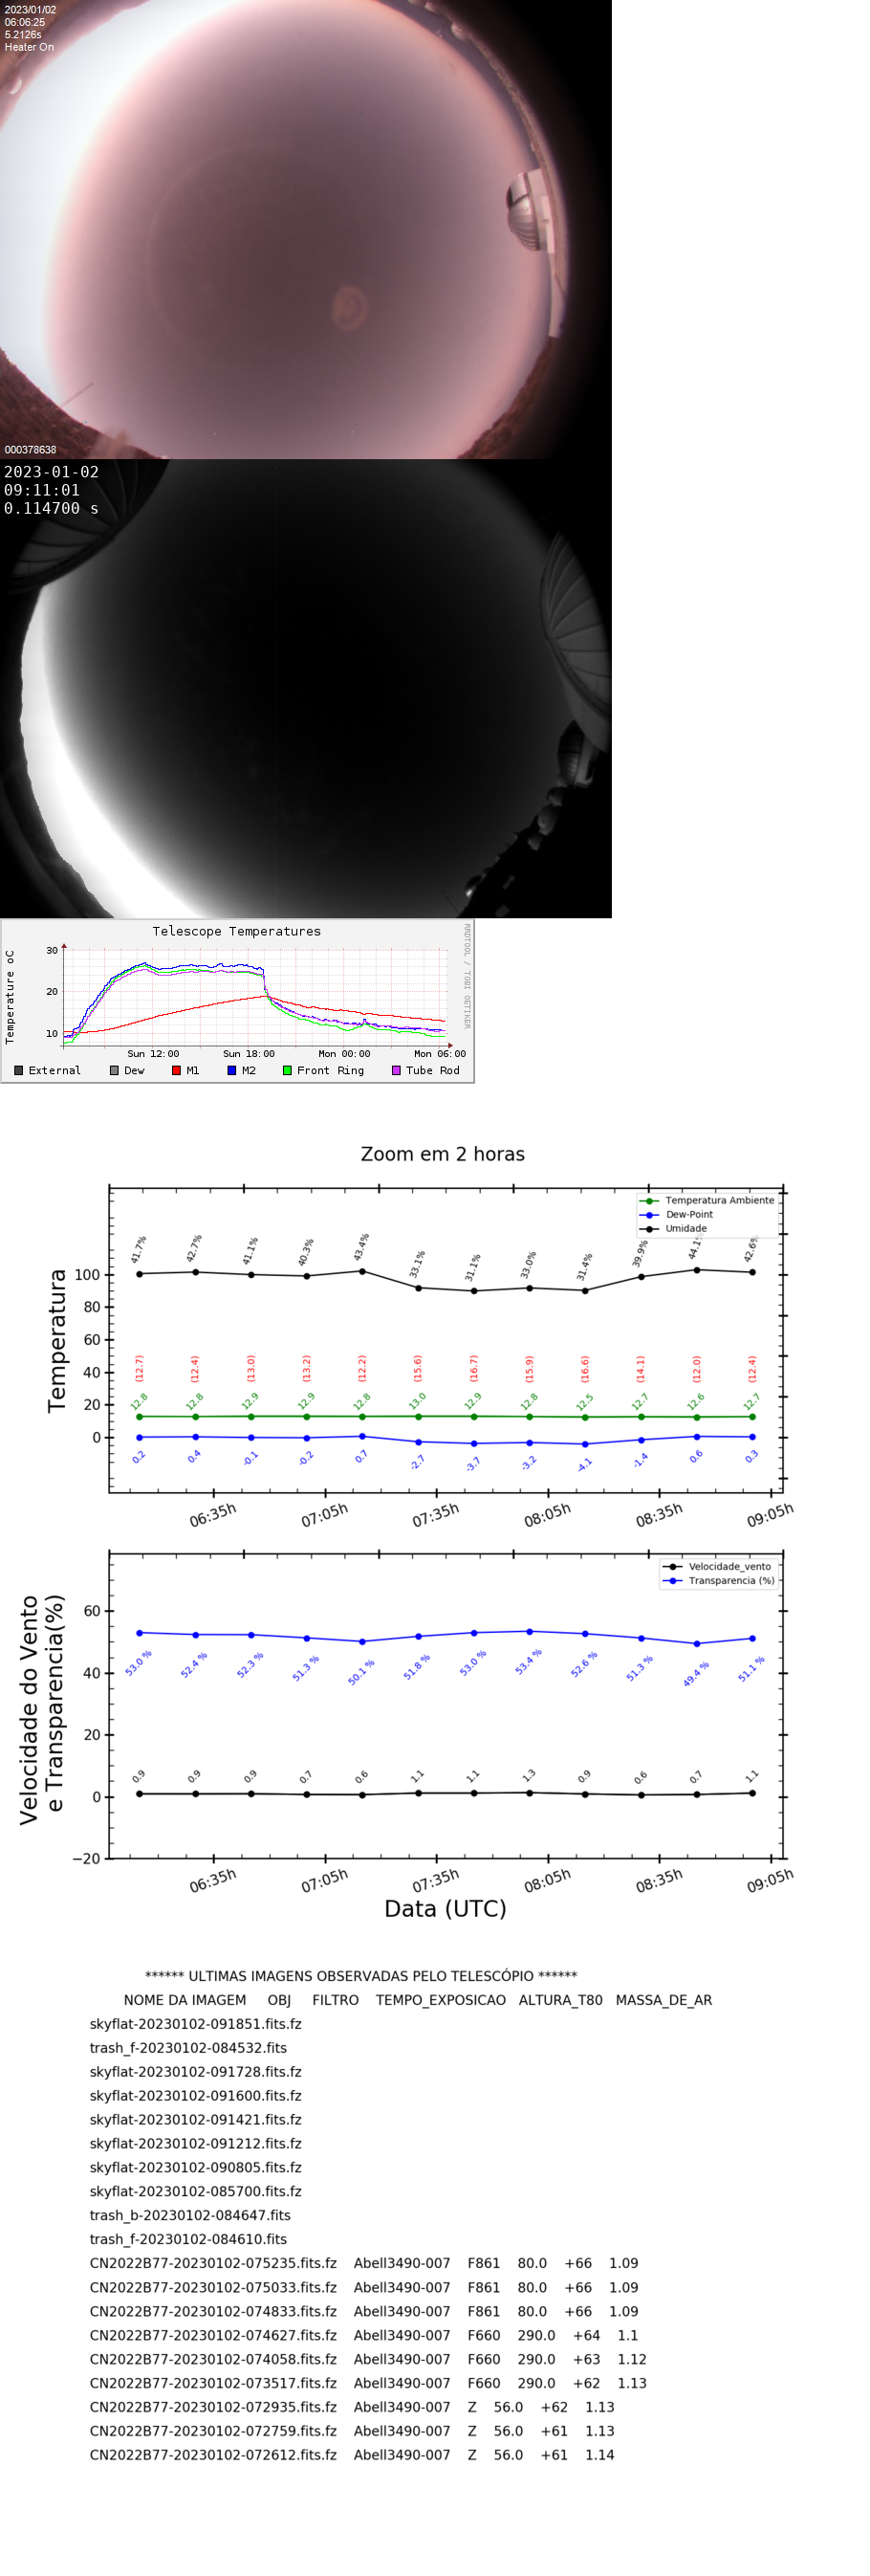 2023/01/02
06:06:25
5.2126s
Heater On
000378638
2023-01-02
09:11:01
0.114700 s
Telescope Temperatures
RRDTOOL / TOBI OETIKER
Temperature oC
30
20
10
Sun 12:00 Sun 18:00 Mon 00:00 Mon 06:00
External Dew M1 M2 Front Ring Tube Rod
Zoom em 2 horas
Temperatura Ambiente
Dew-Point
Umidade
41.7% 42.7% 41.1% 40.3% 43.4% 33.1% 31.1% 33.0% 31.4% 39.9% 44.1% 42.6%
Temperatura
100
80
60
40
20
0
(12.7) (12.4) (13.0) (13.2) (12.2) (15.6) (16.7) (15.9) (16.6) (14.1) (12.0) (12.4)
12.8 12.8 12.9 12.9 12.8 13.0 12.9 12.8 12.5 12.7 12.6 12.7
0.2 0.4 -0.1 -0.2 0.7 -2.7 -3.7 -3.2 -4.1 -1.4 0.6 0.3
06:35h 07:05h 07:35h 08:05h 08:35h 09:05h
Velocidade_vento
Transparencia (%)
Velocidade do Vento
e Transparencia(%)
60
40
20
0
−20
53.0 % 52.4 % 52.3 % 51.3 % 50.1 % 51.8 % 53.0 % 53.4 % 52.6 % 51.3 % 49.4 % 51.1 %
0.9 0.9 0.9 0.7 0.6 1.1 1.1 1.3 0.9 0.6 0.7 1.1
06:35h 07:05h 07:35h 08:05h 08:35h 09:05h
Data (UTC)
****** ULTIMAS IMAGENS OBSERVADAS PELO TELESCÓPIO ******
NOME DA IMAGEM OBJ FILTRO TEMPO_EXPOSICAO ALTURA_T80 MASSA_DE_AR
skyflat-20230102-091851.fits.fz
trash_f-20230102-084532.fits
skyflat-20230102-091728.fits.fz
skyflat-20230102-091600.fits.fz
skyflat-20230102-091421.fits.fz
skyflat-20230102-091212.fits.fz
skyflat-20230102-090805.fits.fz
skyflat-20230102-085700.fits.fz
trash_b-20230102-084647.fits
trash_f-20230102-084610.fits
CN2022B77-20230102-075235.fits.fz Abell3490-007 F861 80.0 +66 1.09
CN2022B77-20230102-075033.fits.fz Abell3490-007 F861 80.0 +66 1.09
CN2022B77-20230102-074833.fits.fz Abell3490-007 F861 80.0 +66 1.09
CN2022B77-20230102-074627.fits.fz Abell3490-007 F660 290.0 +64 1.1
CN2022B77-20230102-074058.fits.fz Abell3490-007 F660 290.0 +63 1.12
CN2022B77-20230102-073517.fits.fz Abell3490-007 F660 290.0 +62 1.13
CN2022B77-20230102-072935.fits.fz Abell3490-007 Z 56.0 +62 1.13
CN2022B77-20230102-072759.fits.fz Abell3490-007 Z 56.0 +61 1.13
CN2022B77-20230102-072612.fits.fz Abell3490-007 Z 56.0 +61 1.14